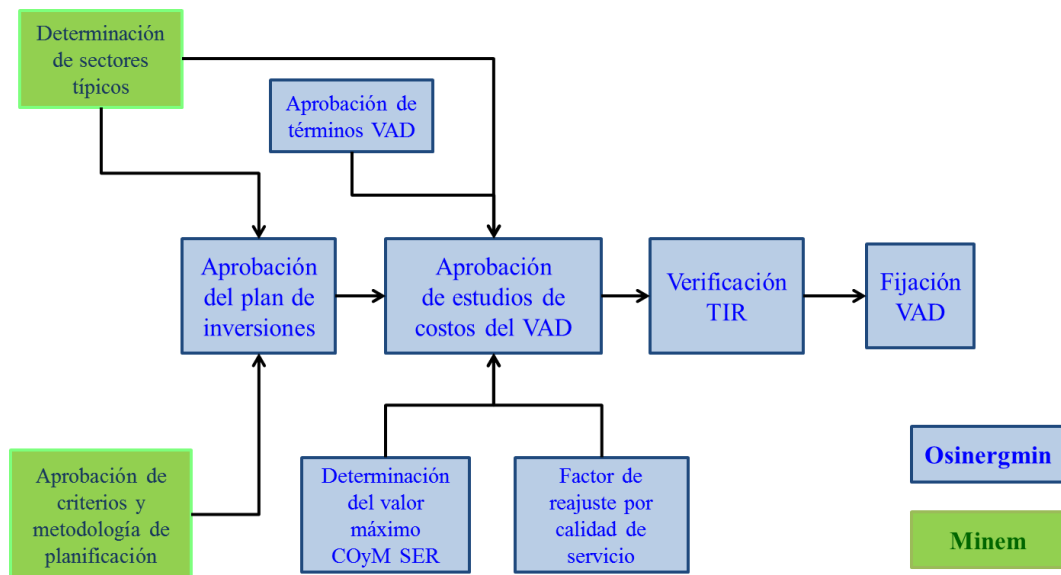 Determinación
de sectores
típicos
Aprobación de
términos VAD
Aprobación
del plan de
inversiones
Aprobación
de estudios de
costos del VAD
Verificación
TIR
Fijación
VAD
Aprobación de
criterios y
metodología de
planificación
Determinación
del valor
máximo
COyM SER
Factor de
reajuste por
calidad de
servicio
Osinergmin
Minem